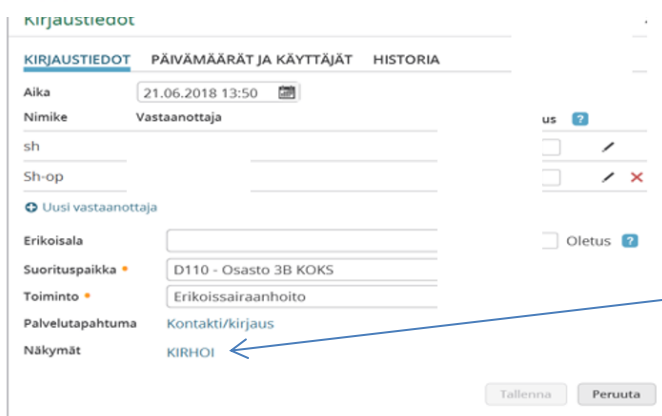 Kirjaustiedot
KIRJAUSTIEDOT PÄIVÄMÄÄRÄT JA KÄYTTÄJÄT HISTORIA
Aika 21.06.2018 13:50
Nimike Vastaanottaja us ?
sh
Sh-op
Uusi vastaanottaja
Erikoisala Oletus ?
Suorituspaikka • D110 - Osasto 3B KOKS
Toiminto • Erikoissairaanhoito
Palvelutapahtuma Kontakti/kirjaus
Näkymät KIRHOI
Tallenna Peruuta